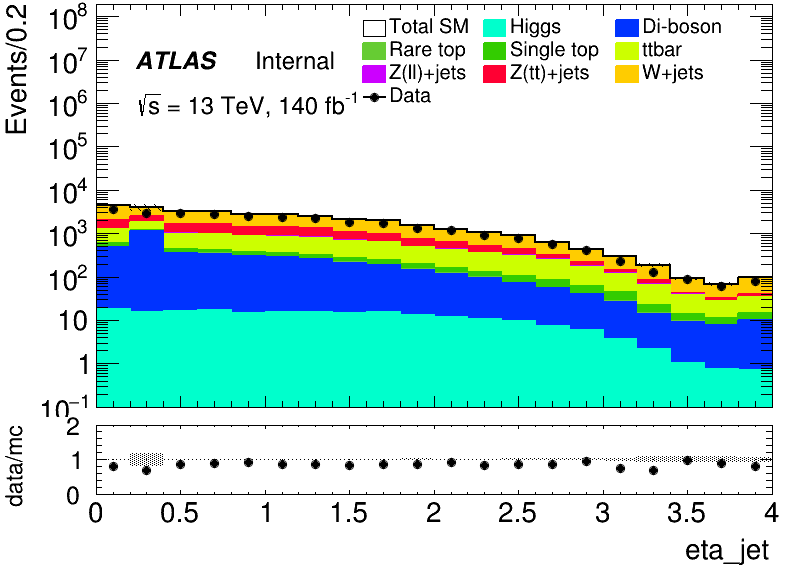 Events/0.2
10⁸
10⁷
10⁶
10⁵
10⁴
10³
10²
10
1
10⁻¹
ATLAS Internal
√s = 13 TeV, 140 fb⁻¹
Total SM Higgs Di-boson
Rare top Single top ttbar
Z(ll)+jets Z(tt)+jets W+jets
Data
data/mc
2
1
0
0 0.5 1 1.5 2 2.5 3 3.5 4
eta_jet